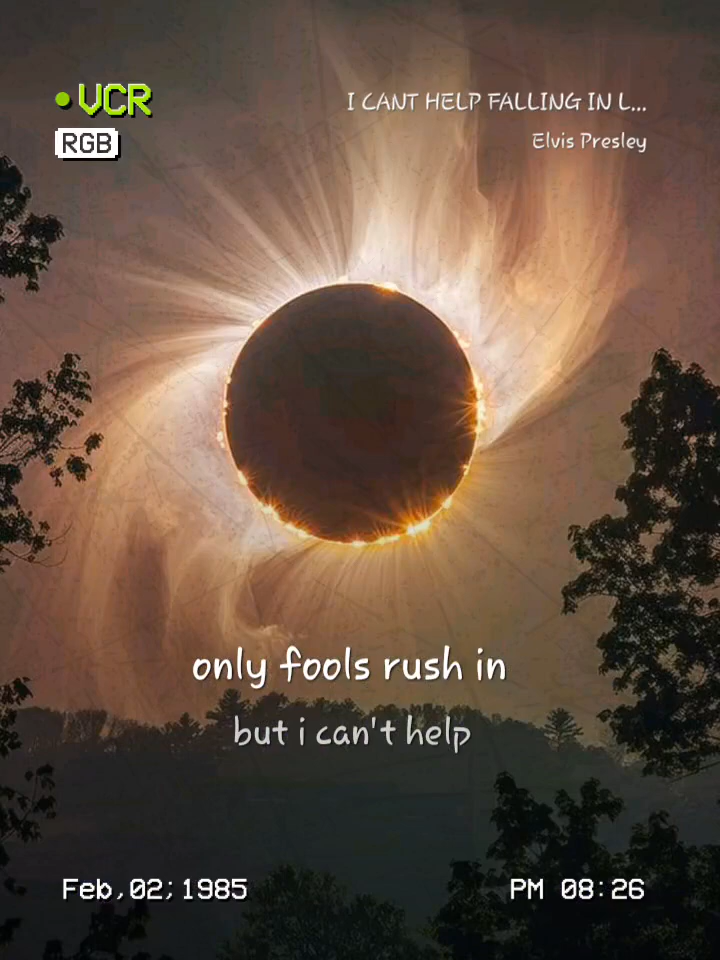 VCR
RGB
I CANT HELP FALLING IN L...
Elvis Presley
only fools rush in
but i can't help
Feb,02;1985
PM 08:26